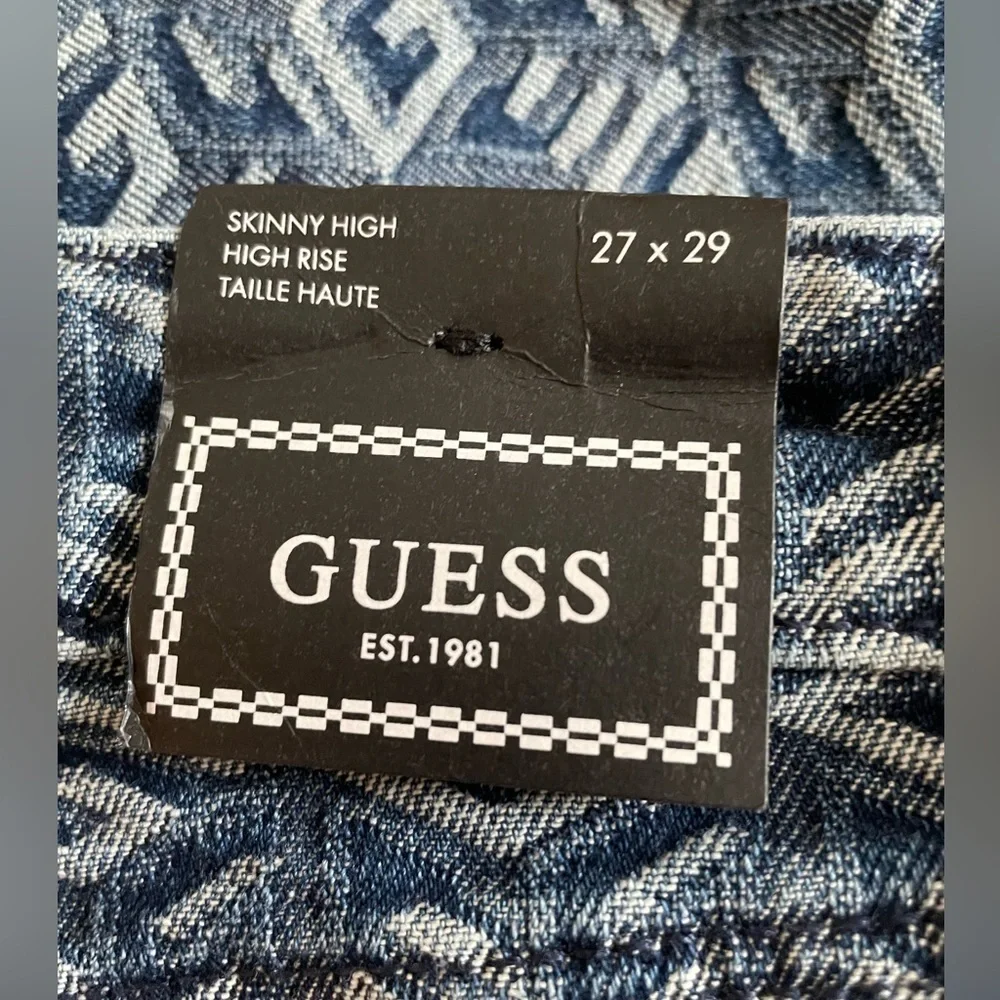 SKINNY HIGH
HIGH RISE
TAILLE HAUTE
27 x 29
GUESS
EST. 1981